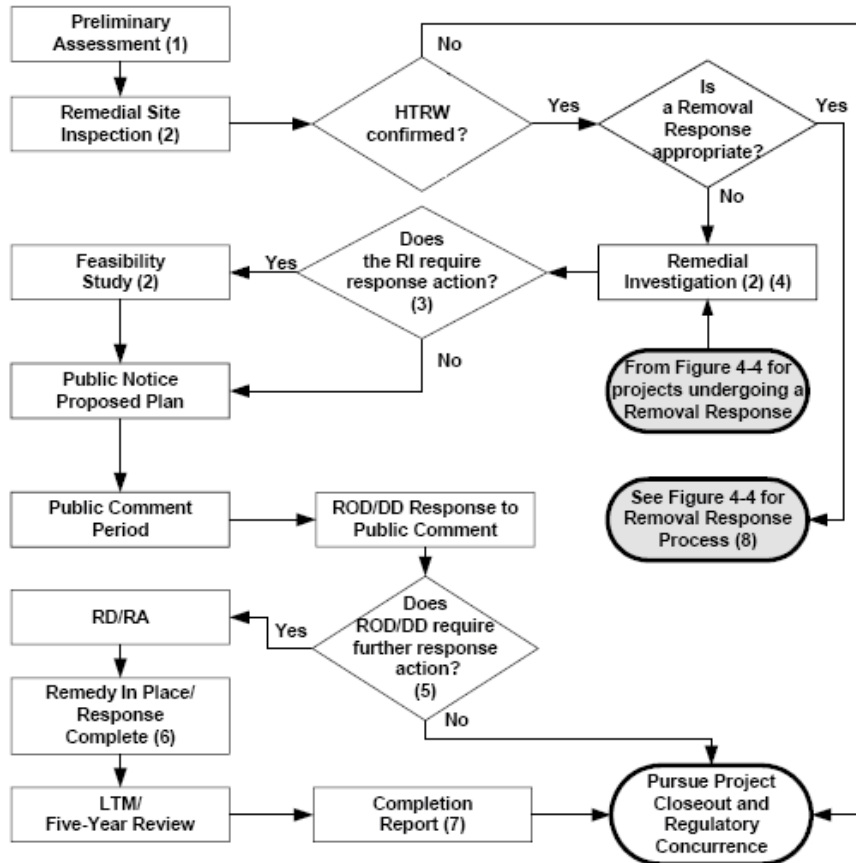 Preliminary
Assessment (1)
No
Remedial Site
Inspection (2)
HTRW
confirmed?
Yes
Is
a Removal
Response
appropriate?
Yes
No
Feasibility
Study (2)
Yes
Does
the RI require
response action?
(3)
Remedial
Investigation (2) (4)
No
Public Notice
Proposed Plan
From Figure 4-4 for
projects undergoing a
Removal Response
Public Comment
Period
ROD/DD Response to
Public Comment
See Figure 4-4 for
Removal Response
Process (8)
RD/RA
Yes
Does
ROD/DD require
further response
action?
(5)
Remedy In Place/
Response
Complete (6)
No
LTM/
Five-Year Review
Completion
Report (7)
Pursue Project
Closeout and
Regulatory
Concurrence